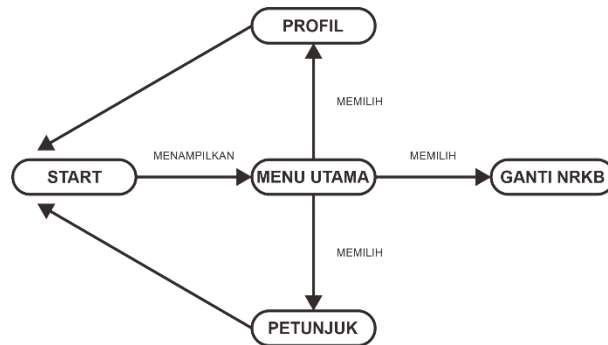 PROFIL
MEMILIH
MENAMPILKAN
MEMILIH
START
MENU UTAMA
GANTI NRKB
MEMILIH
PETUNJUK